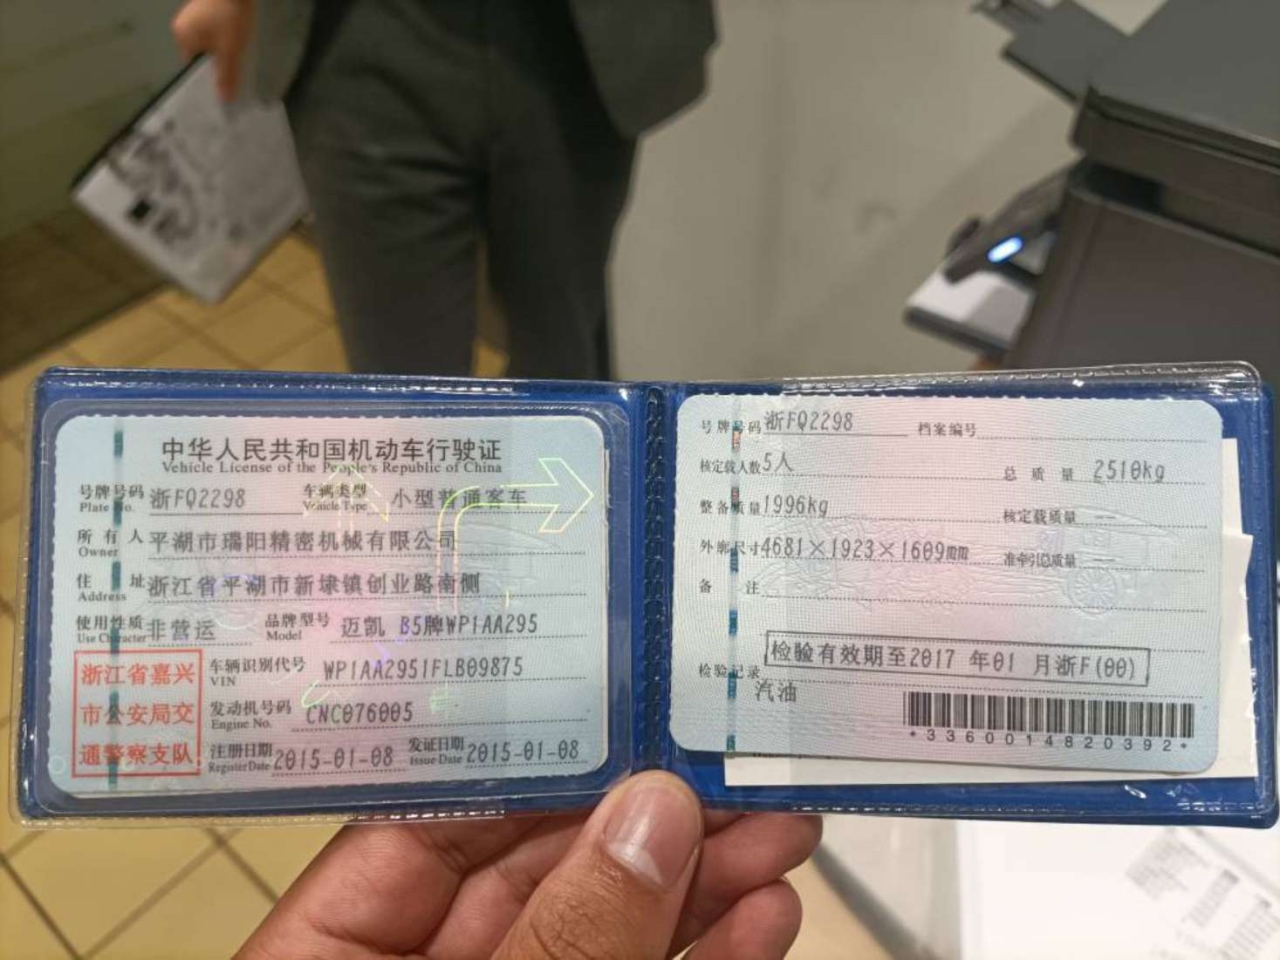 中华人民共和国机动车行驶证
Vehicle License of the People's Republic of China
号牌号码 浙FQ2298 车辆类型 小型普通客车
Plate No. Vehicle Type
所有人 平湖市瑞阳精密机械有限公司
Owner
住址 浙江省平湖市新埭镇创业路南侧
Address
使用性质 非营运 品牌型号 迈凯 B5牌WP1AA295
Use Character Model
浙江省嘉兴
市公安局交
通警察支队
车辆识别代号 WP1AA2951FLB09875
VIN
发动机号码 CNC076005
Engine No.
注册日期 2015-01-08 发证日期 2015-01-08
Register Date Issue Date
号牌号码 浙FQ2298 档案编号
核定载人数 5人 总质量 2510kg
整备质量 1996kg 核定载质量 --
外廓尺寸 4681×1923×1609mm 准牵引总质量 --
备注
检验有效期至2017 年01 月浙F(00)
检验记录
汽油
*3360014820392*